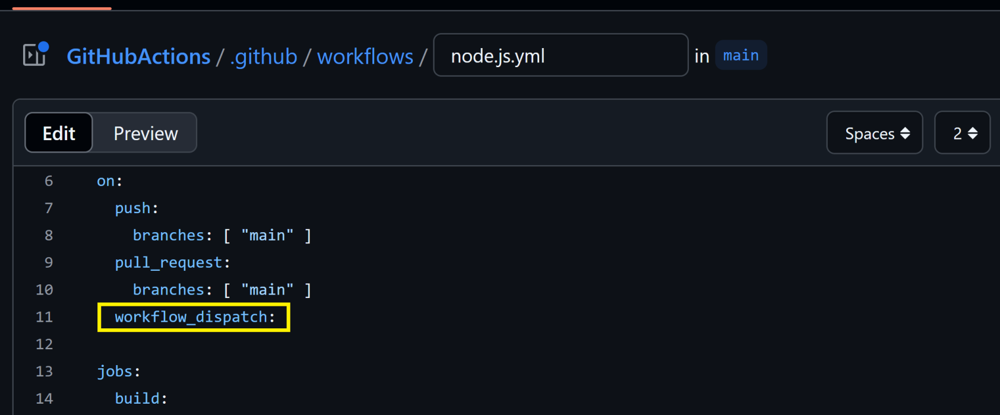 GitHubActions / .github / workflows / node.js.yml in main
Edit Preview Spaces 2
6 on:
7 push:
8 branches: [ "main" ]
9 pull_request:
10 branches: [ "main" ]
11 workflow_dispatch:
12
13 jobs:
14 build: